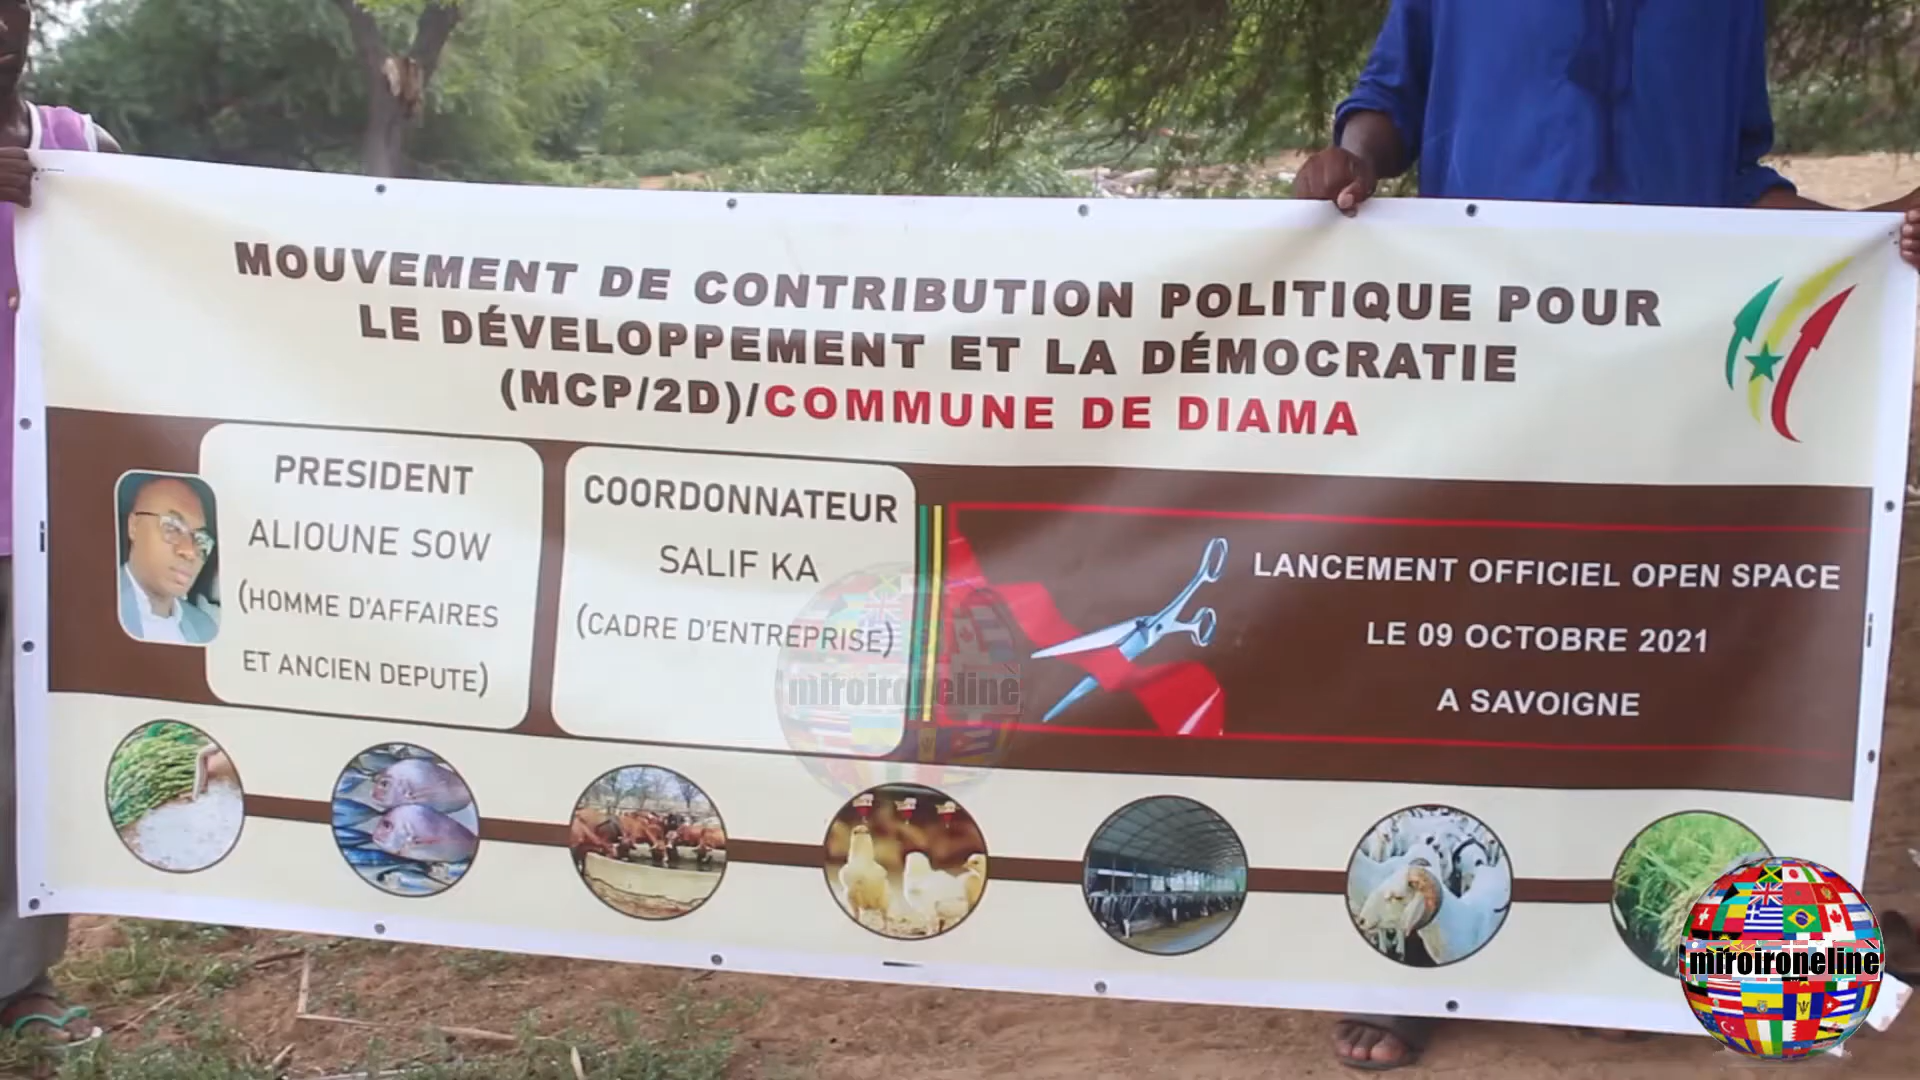 MOUVEMENT DE CONTRIBUTION POLITIQUE POUR
LE DÉVELOPPEMENT ET LA DÉMOCRATIE
(MCP/2D)/COMMUNE DE DIAMA
PRESIDENT
ALIOUNE SOW
(HOMME D'AFFAIRES
ET ANCIEN DEPUTE)
COORDONNATEUR
SALIF KA
(CADRE D'ENTREPRISE)
LANCEMENT OFFICIEL OPEN SPACE
LE 09 OCTOBRE 2021
A SAVOIGNE
miroironeline
miroironeline